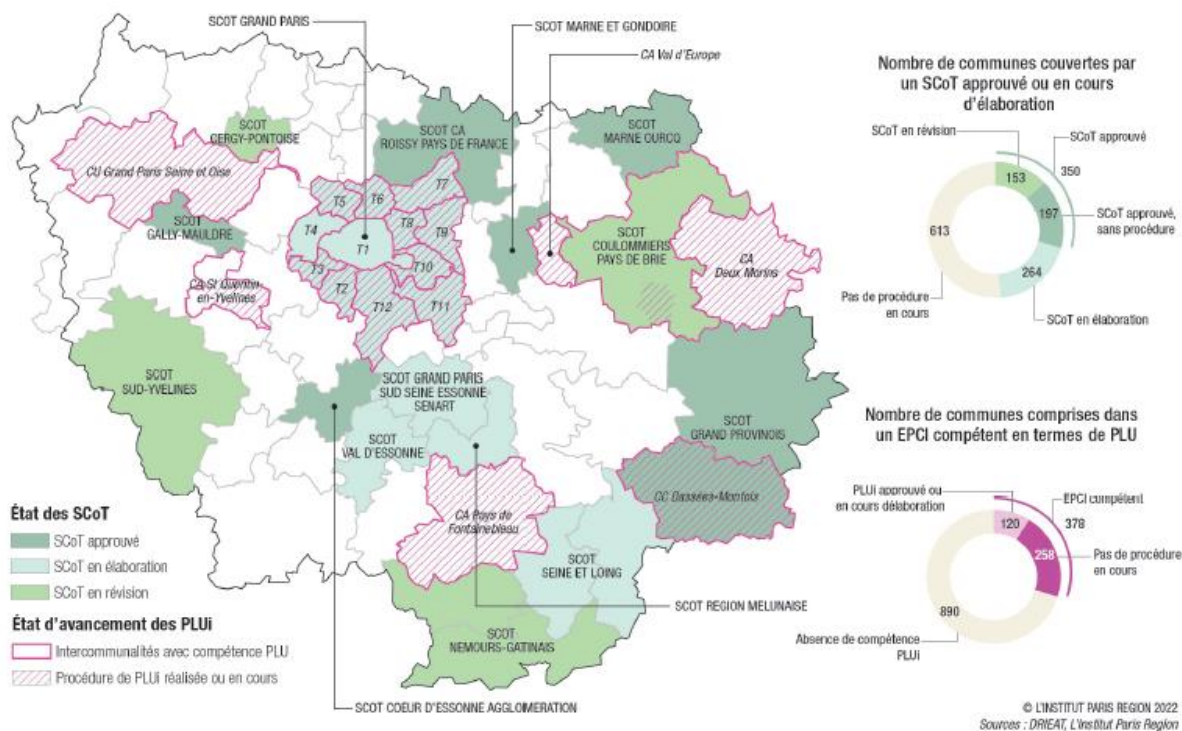 SCOT GRAND PARIS
SCOT MARNE ET GONDOIRE
CA Val d'Europe
SCOT
CERGY-PONTOISE
SCOT CA
ROISSY PAYS DE FRANCE
SCOT
MARNE OURCQ
CU Grand Paris Seine et Oise
SCOT
GALLY-MAULDRE
T5
T6
T7
T4
T1
T8
T9
T3
T2
T10
T12
T11
SCOT
COULOMMIERS
PAYS DE BRIE
CA
Deux Morins
CA St Quentin-
en-Yvelines
SCOT
SUD-YVELINES
SCOT GRAND PARIS
SUD SEINE ESSONNE
SENART
SCOT
VAL D'ESSONNE
SCOT
GRAND PROVINOIS
CC Bassée-Montois
CA Pays de
Fontainebleau
SCOT
SEINE ET LOING
SCOT REGION MELUNAISE
SCOT
NEMOURS-GATINAIS
SCOT COEUR D'ESSONNE AGGLOMERATION
État des SCoT
SCoT approuvé
SCoT en élaboration
SCoT en révision
État d'avancement des PLUi
Intercommunalités avec compétence PLU
Procédure de PLUi réalisée ou en cours
Nombre de communes couvertes par
un SCoT approuvé ou en cours
d'élaboration
SCoT en révision
SCoT approuvé
350
153
197
SCoT approuvé,
sans procédure
613
264
Pas de procédure
en cours
SCoT en élaboration
Nombre de communes comprises dans
un EPCI compétent en termes de PLU
PLUi approuvé ou
en cours délaboration
EPCI compétent
378
120
258
Pas de procédure
en cours
890
Absence de compétence
PLUi
© L'INSTITUT PARIS REGION 2022
Sources : DRIEAT, L'Institut Paris Region